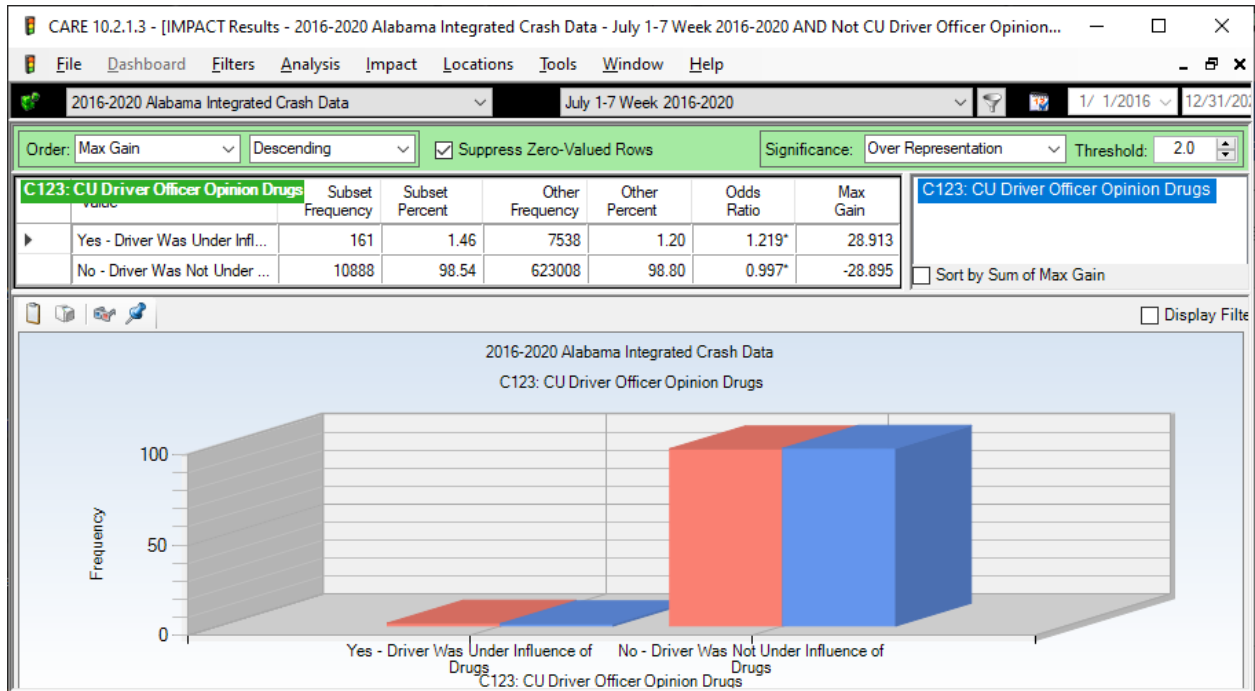 CARE 10.2.1.3 - [IMPACT Results - 2016-2020 Alabama Integrated Crash Data - July 1-7 Week 2016-2020 AND Not CU Driver Officer Opinion...
File Dashboard Filters Analysis Impact Locations Tools Window Help
2016-2020 Alabama Integrated Crash Data July 1-7 Week 2016-2020 1/ 1/2016 12/31/20
Order: Max Gain Descending Suppress Zero-Valued Rows Significance: Over Representation Threshold: 2.0
C123: CU Driver Officer Opinion Drugs Subset Frequency Subset Percent Other Frequency Other Percent Odds Ratio Max Gain
C123: CU Driver Officer Opinion Drugs
Yes - Driver Was Under Infl... 161 1.46 7538 1.20 1.219* 28.913
No - Driver Was Not Under ... 10888 98.54 623008 98.80 0.997* -28.895
Sort by Sum of Max Gain
Display Filte
2016-2020 Alabama Integrated Crash Data
C123: CU Driver Officer Opinion Drugs
100
50
0
Frequency
Yes - Driver Was Under Influence of Drugs
No - Driver Was Not Under Influence of Drugs
C123: CU Driver Officer Opinion Drugs